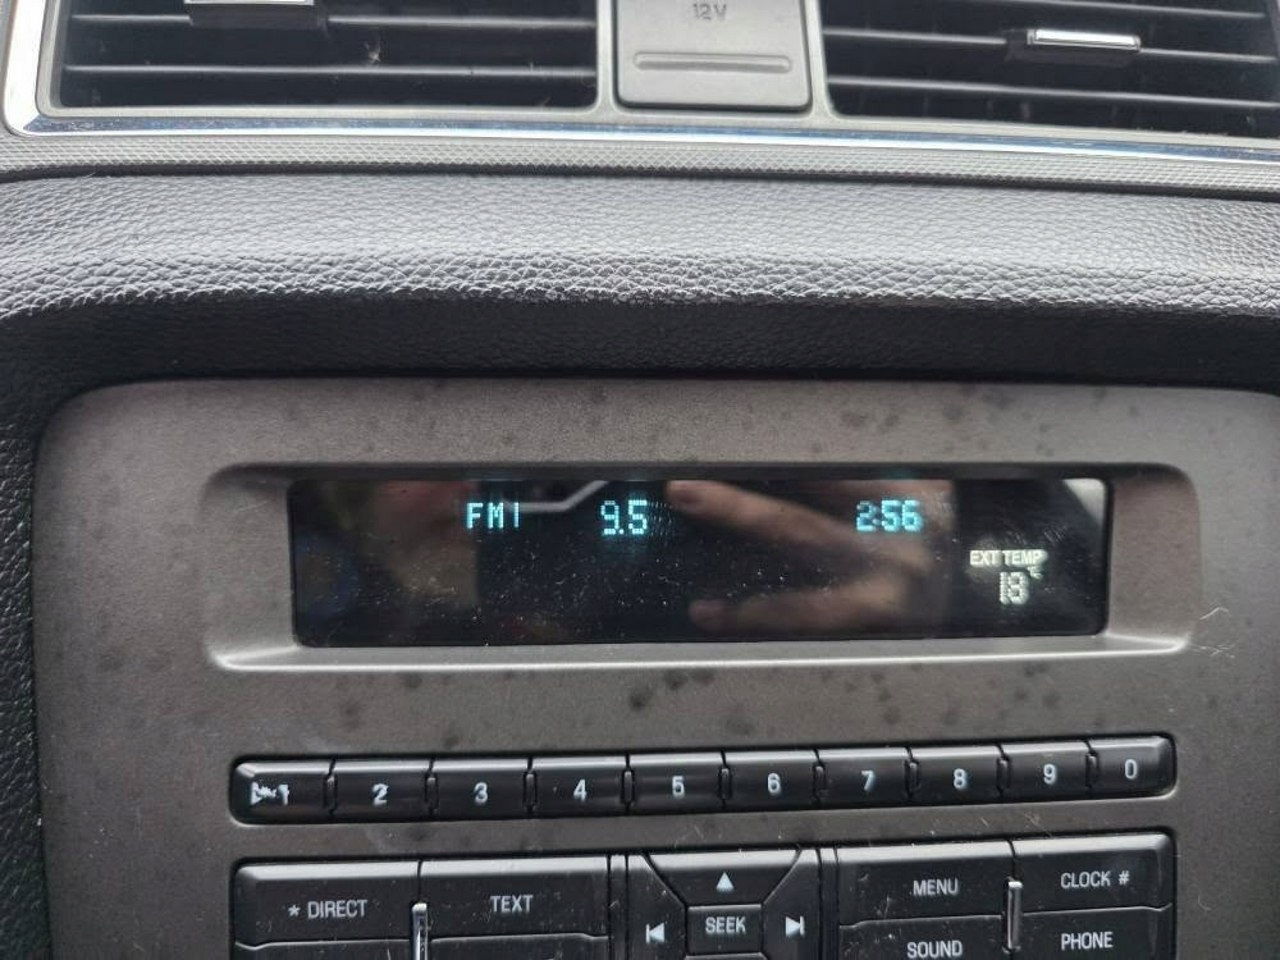 12V
FM1 9.5 2:56
EXT TEMP
18°C
1 2 3 4 5 6 7 8 9 0
* DIRECT TEXT SEEK MENU CLOCK #
SOUND PHONE